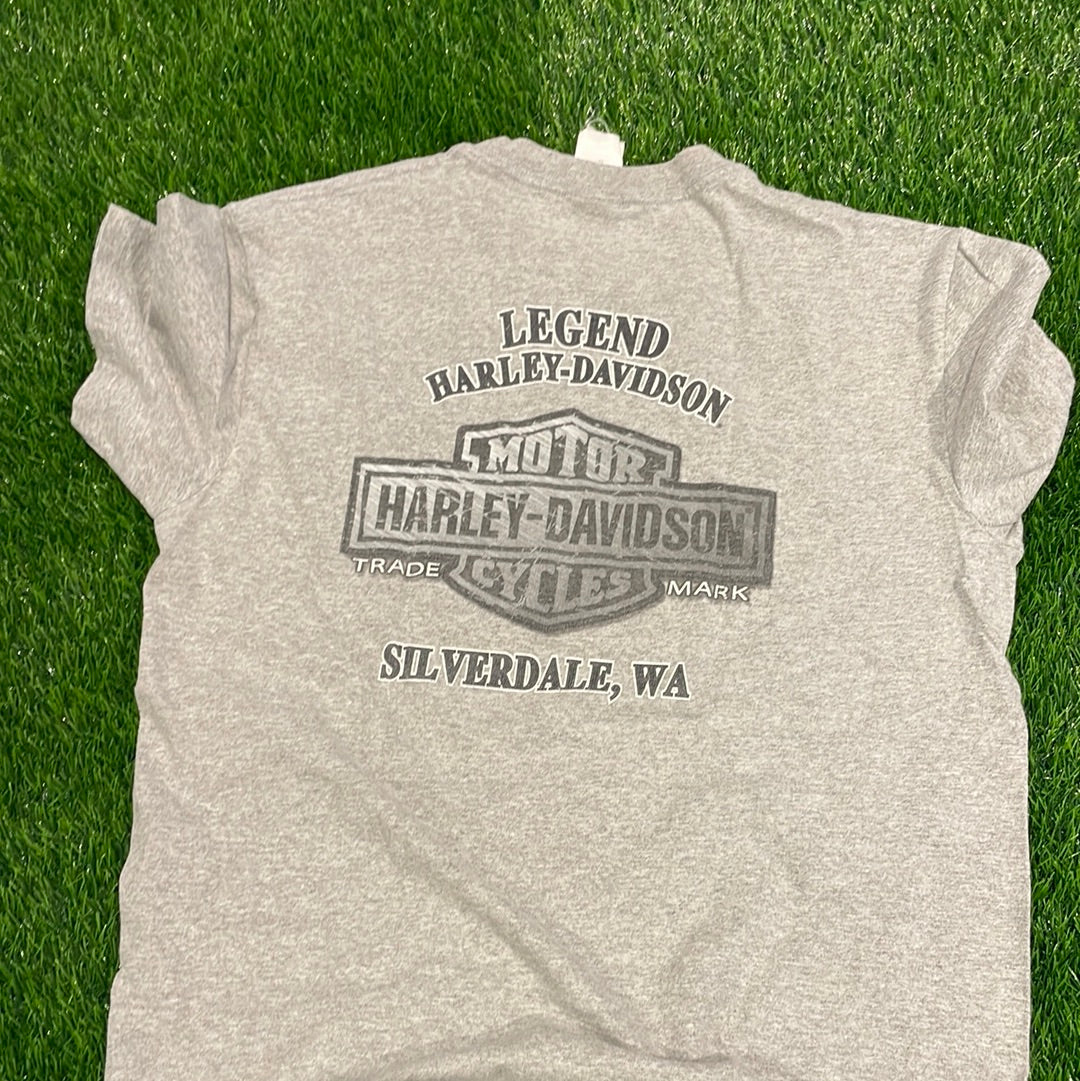 LEGEND
HARLEY-DAVIDSON
MOTOR
HARLEY-DAVIDSON
TRADE CYCLES MARK
SILVERDALE, WA